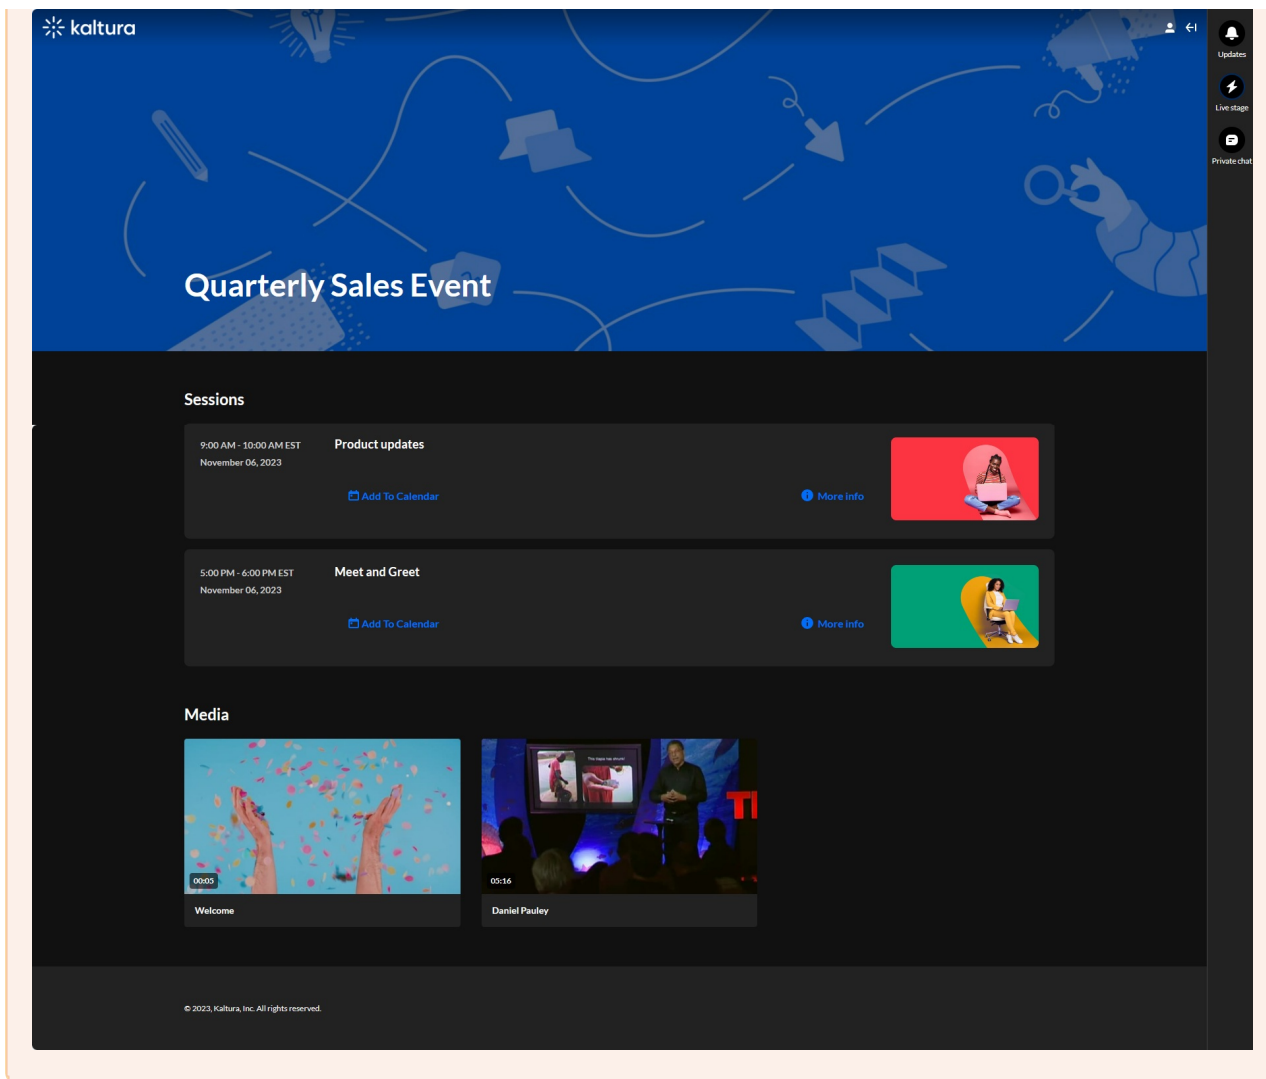 kaltura
Updates
Live stage
Private chat
Quarterly Sales Event
Sessions
9:00 AM - 10:00 AM EST
November 06, 2023
Product updates
Add To Calendar
More info
5:00 PM - 6:00 PM EST
November 06, 2023
Meet and Greet
Add To Calendar
More info
Media
00:05
Welcome
05:16
Daniel Pauley
© 2023, Kaltura, Inc. All rights reserved.